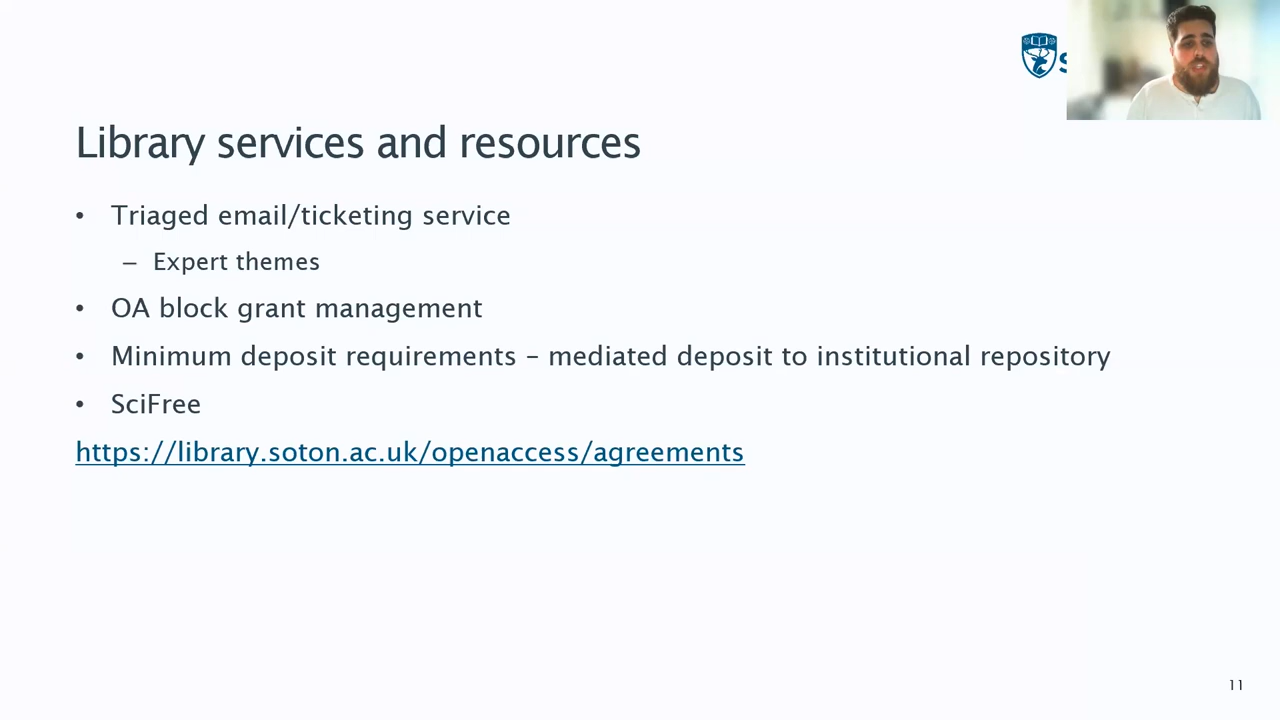 Library services and resources
• Triaged email/ticketing service
– Expert themes
• OA block grant management
• Minimum deposit requirements – mediated deposit to institutional repository
• SciFree
https://library.soton.ac.uk/openaccess/agreements
11